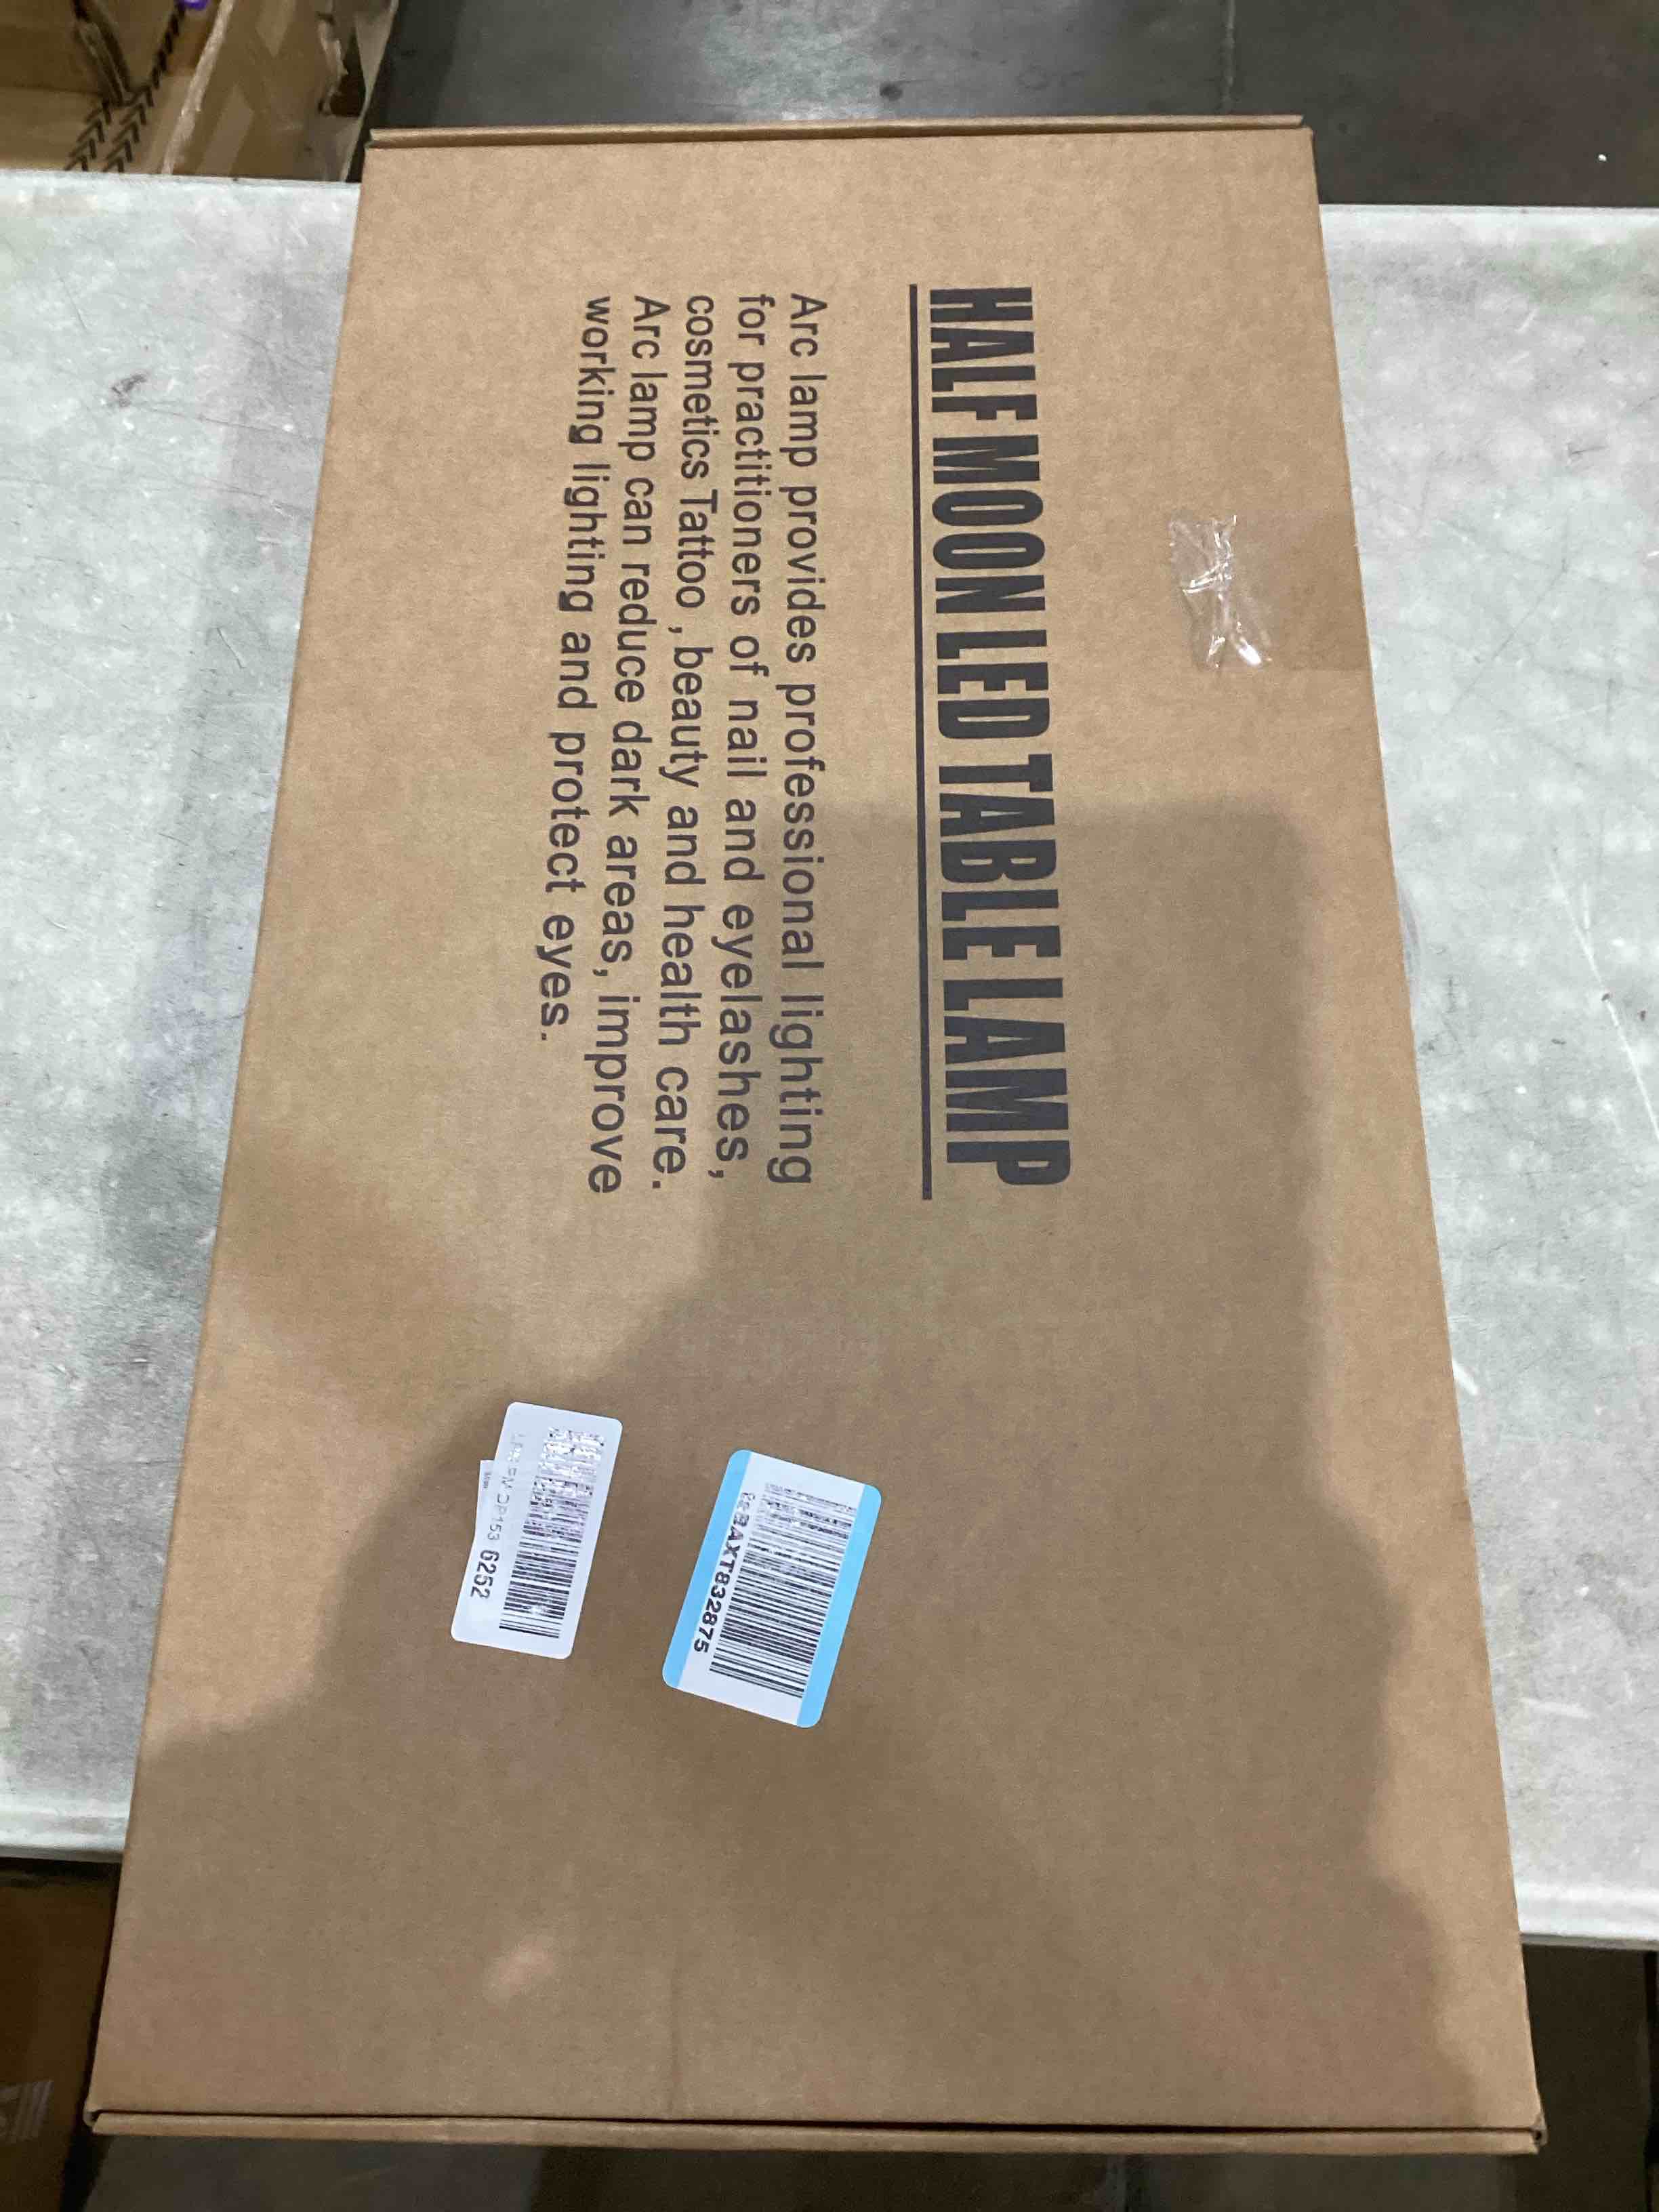 HALF MOON LED TABLE LAMP
Arc lamp provides professional lighting
for practitioners of nail and eyelashes,
cosmetics Tattoo ,beauty and health care.
Arc lamp can reduce dark areas, improve
working lighting and protect eyes.
6252